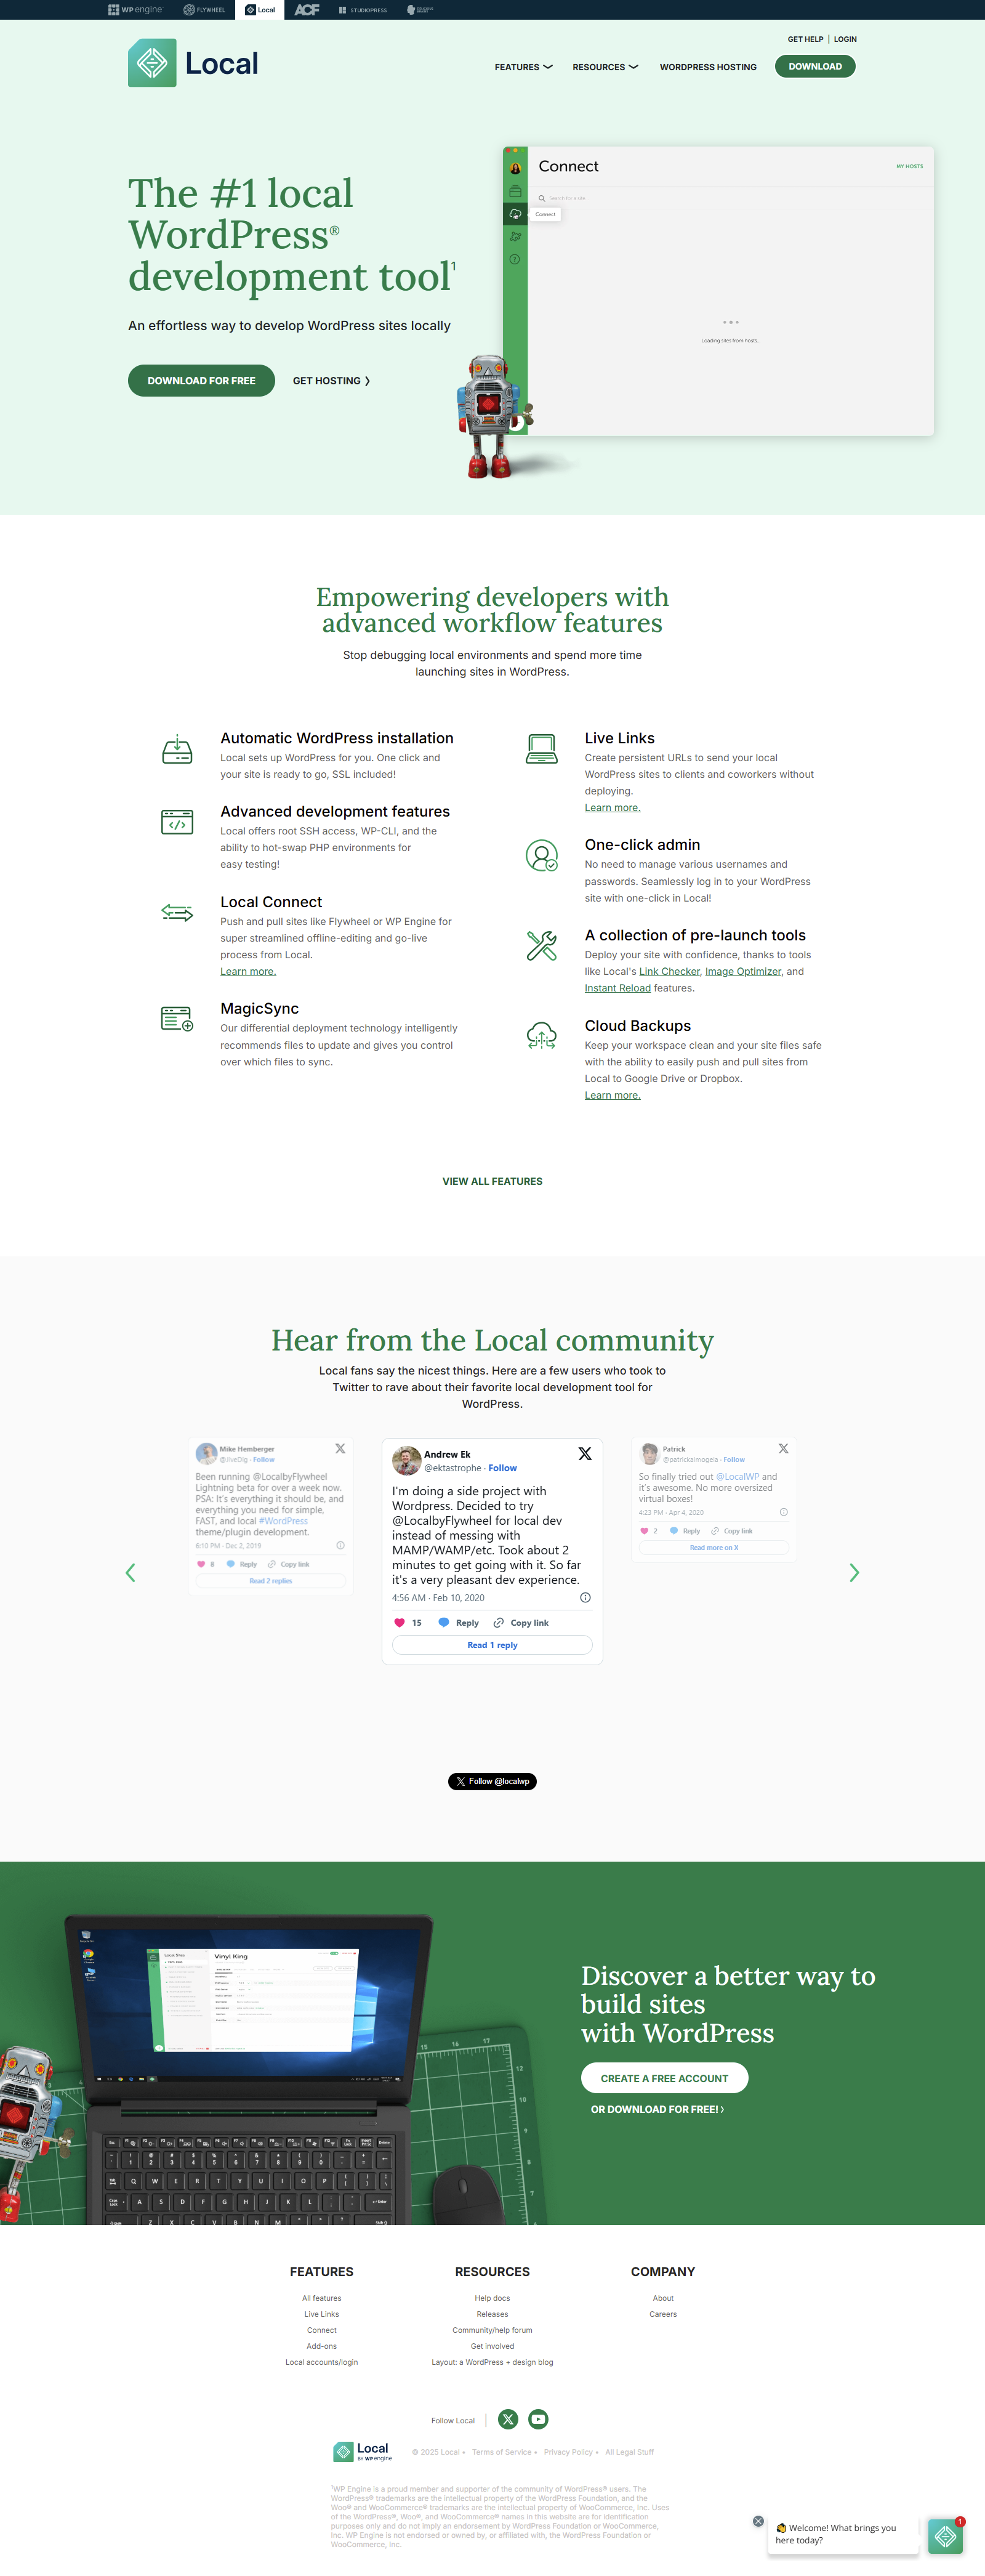 WP engine
FLYWHEEL
Local
ACF
STUDIOPRESS
GET HELP | LOGIN
Local
FEATURES
RESOURCES
WORDPRESS HOSTING
DOWNLOAD
The #1 local
WordPress®
development tool¹
An effortless way to develop WordPress sites locally
DOWNLOAD FOR FREE
GET HOSTING ❯
Connect
MY HOSTS
Search for a site
Connect
Loading sites from hosts...
Empowering developers with
advanced workflow features
Stop debugging local environments and spend more time
launching sites in WordPress.
Automatic WordPress installation
Local sets up WordPress for you. One click and
your site is ready to go, SSL included!
Advanced development features
Local offers root SSH access, WP-CLI, and the
ability to hot-swap PHP environments for
easy testing!
Local Connect
Push and pull sites like Flywheel or WP Engine for
super streamlined offline-editing and go-live
process from Local.
Learn more.
MagicSync
Our differential deployment technology intelligently
recommends files to update and gives you control
over which files to sync.
Live Links
Create persistent URLs to send your local
WordPress sites to clients and coworkers without
deploying.
Learn more.
One-click admin
No need to manage various usernames and
passwords. Seamlessly log in to your WordPress
site with one-click in Local!
A collection of pre-launch tools
Deploy your site with confidence, thanks to tools
like Local's Link Checker, Image Optimizer, and
Instant Reload features.
Cloud Backups
Keep your workspace clean and your site files safe
with the ability to easily push and pull sites from
Local to Google Drive or Dropbox.
Learn more.
VIEW ALL FEATURES
Hear from the Local community
Local fans say the nicest things. Here are a few users who took to
Twitter to rave about their favorite local development tool for
WordPress.
Mike Hemberger
@JiveDig · Follow
Been running @LocalbyFlywheel
Lightning beta for over a week now.
PSA: It's everything it should be, and
everything you need for simple,
FAST, and local #WordPress
theme/plugin development.
6:10 PM · Dec 2, 2019
8 Reply Copy link
Read 2 replies
Andrew Ek
@ektastrophe · Follow
I'm doing a side project with
Wordpress. Decided to try
@LocalbyFlywheel for local dev
instead of messing with
MAMP/WAMP/etc. Took about 2
minutes to get going with it. So far
it's a very pleasant dev experience.
4:56 AM · Feb 10, 2020
15 Reply Copy link
Read 1 reply
Patrick
@patrickaimogela · Follow
So finally tried out @LocalWP and
it's awesome. No more oversized
virtual boxes!
4:23 PM · Apr 4, 2020
2 Reply Copy link
Read more on X
Follow @localwp
Local Sites
Vinyl King
Discover a better way to
build sites
with WordPress
CREATE A FREE ACCOUNT
OR DOWNLOAD FOR FREE! ❯
FEATURES
All features
Live Links
Connect
Add-ons
Local accounts/login
RESOURCES
Help docs
Releases
Community/help forum
Get involved
Layout: a WordPress + design blog
COMPANY
About
Careers
Follow Local
Local
BY WP engine
© 2025 Local • Terms of Service • Privacy Policy • All Legal Stuff
¹WP Engine is a proud member and supporter of the community of WordPress® users. The
WordPress® trademarks are the intellectual property of the WordPress Foundation, and the
Woo® and WooCommerce® trademarks are the intellectual property of WooCommerce, Inc. Uses
of the WordPress®, Woo®, and WooCommerce® names in this website are for identification
purposes only and do not imply an endorsement by WordPress Foundation or WooCommerce,
Inc. WP Engine is not endorsed or owned by, or affiliated with, the WordPress Foundation or
WooCommerce, Inc.
👋 Welcome! What brings you
here today?
1